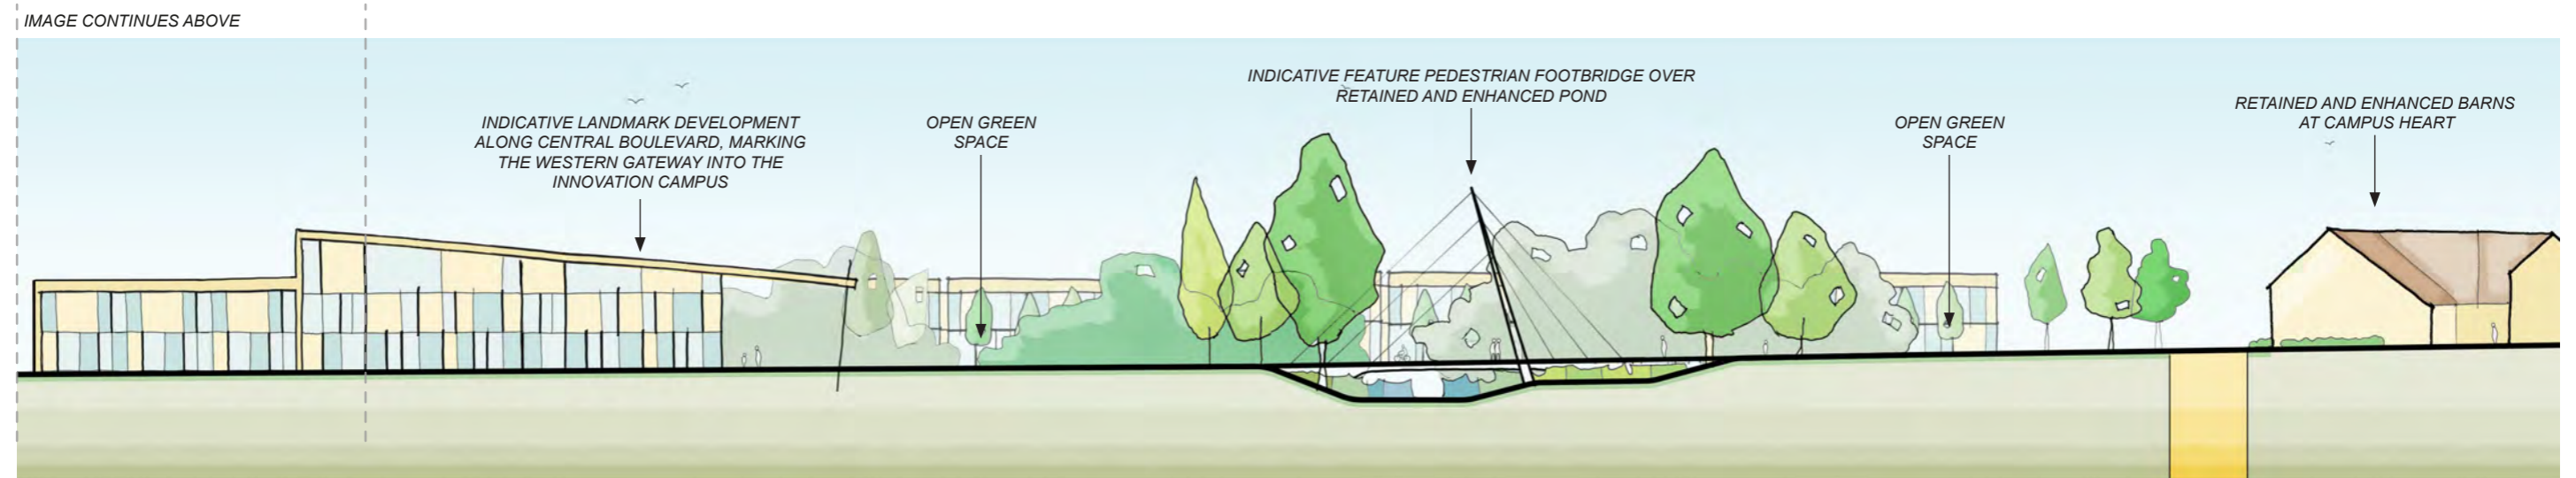 IMAGE CONTINUES ABOVE
INDICATIVE LANDMARK DEVELOPMENT
ALONG CENTRAL BOULEVARD, MARKING
THE WESTERN GATEWAY INTO THE
INNOVATION CAMPUS
OPEN GREEN
SPACE
INDICATIVE FEATURE PEDESTRIAN FOOTBRIDGE OVER
RETAINED AND ENHANCED POND
OPEN GREEN
SPACE
RETAINED AND ENHANCED BARNS
AT CAMPUS HEART